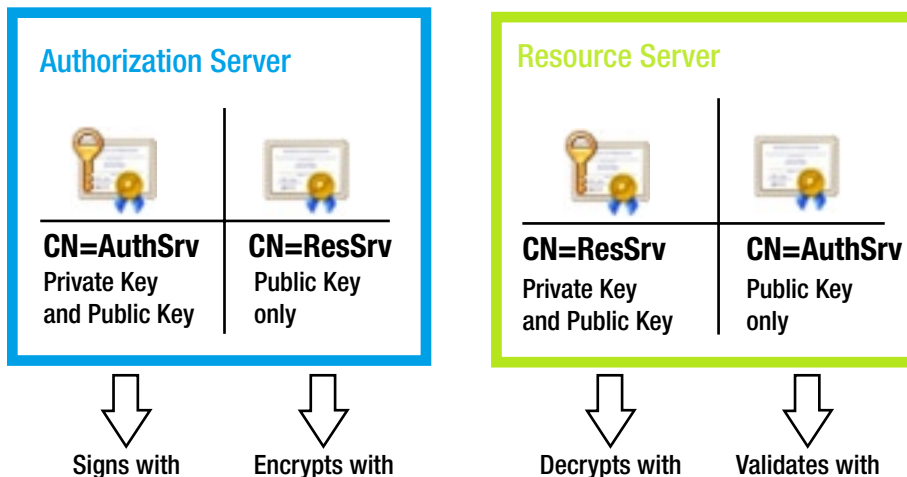 Authorization Server
CN=AuthSrv
Private Key
and Public Key
CN=ResSrv
Public Key
only
Signs with
Encrypts with
Resource Server
CN=ResSrv
Private Key
and Public Key
CN=AuthSrv
Public Key
only
Decrypts with
Validates with